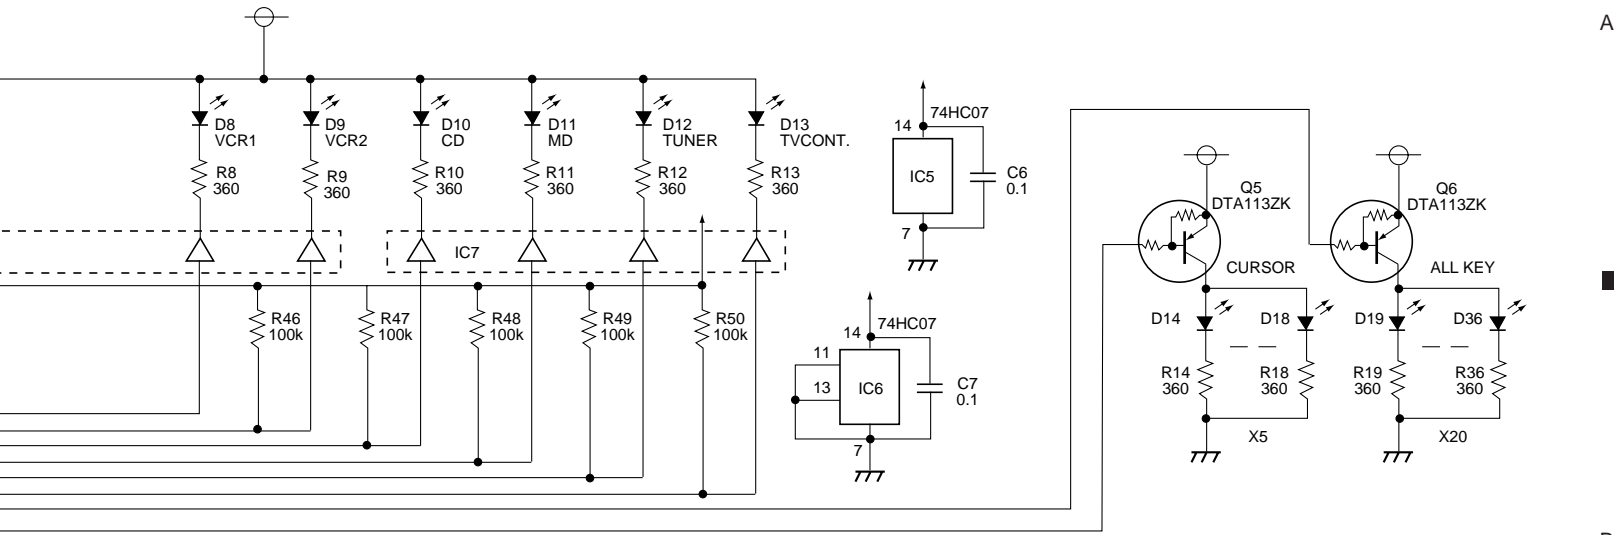 A
D8
VCR1
D9
VCR2
D10
CD
D11
MD
D12
TUNER
D13
TVCONT.
R8
360
R9
360
R10
360
R11
360
R12
360
R13
360
IC7
R46
100k
R47
100k
R48
100k
R49
100k
R50
100k
74HC07
14
IC5
C6
0.1
7
74HC07
14
11
13
IC6
C7
0.1
7
Q5
DTA113ZK
CURSOR
D14
D18
R14
360
R18
360
X5
Q6
DTA113ZK
ALL KEY
D19
D36
R19
360
R36
360
X20